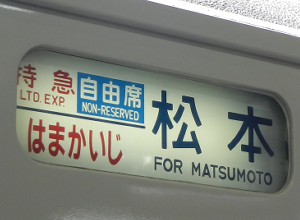 特急
LTD. EXP.
自由席
NON-RESERVED
はまかいじ
松本
FOR MATSUMOTO